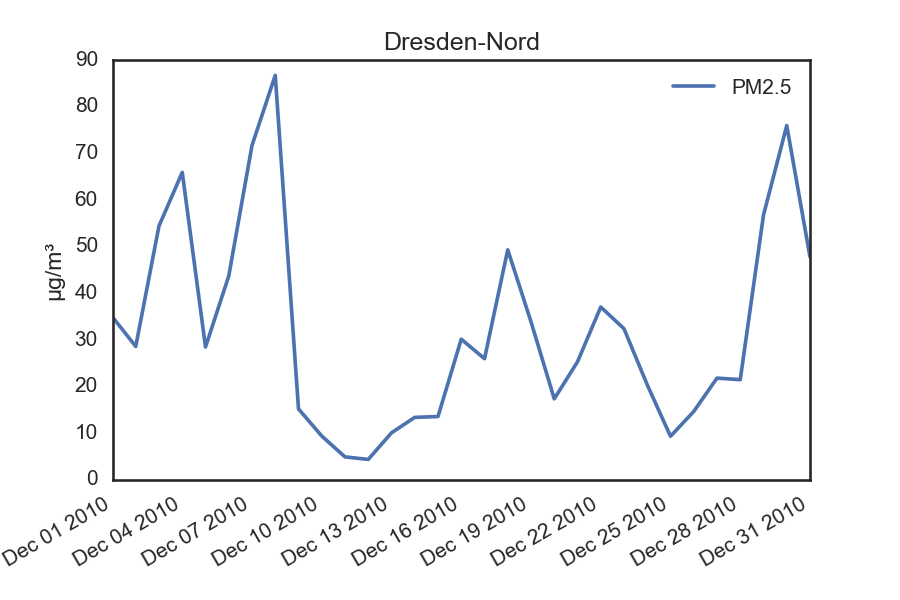 Dresden-Nord
90
80
70
60
50
40
30
20
10
0
µg/m³
PM2.5
Dec 01 2010
Dec 04 2010
Dec 07 2010
Dec 10 2010
Dec 13 2010
Dec 16 2010
Dec 19 2010
Dec 22 2010
Dec 25 2010
Dec 28 2010
Dec 31 2010